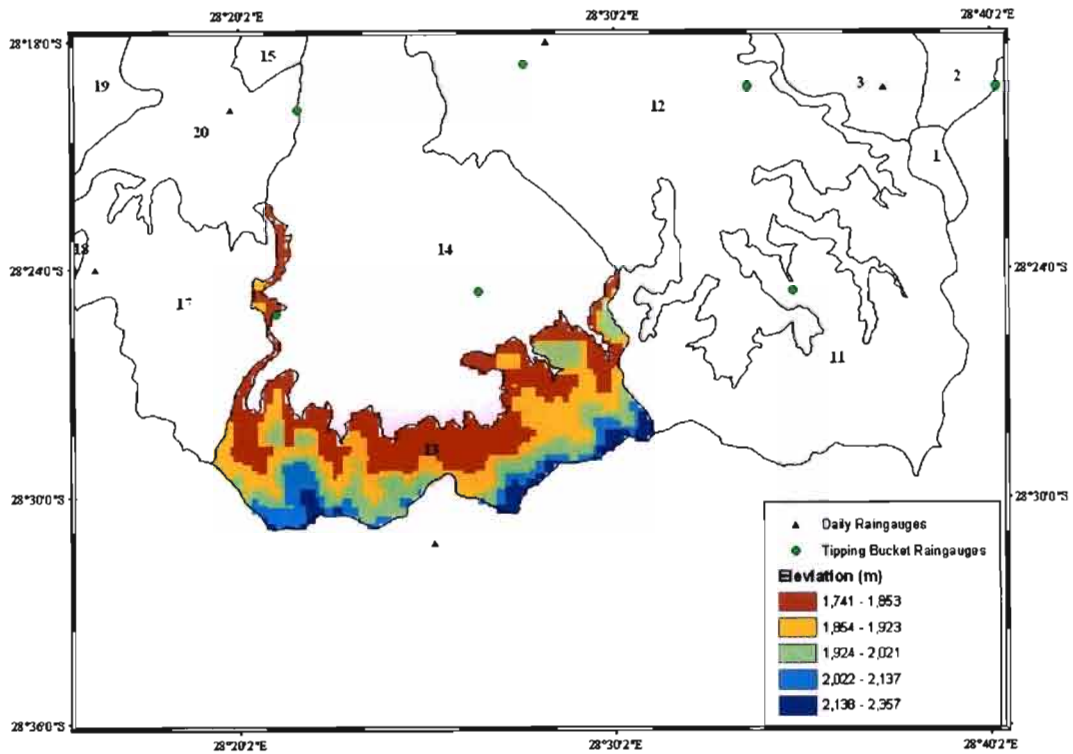 28°20'2"E 28°30'2"E 28°40'2"E
28°18'0"S
15
19
3
2
12
20
1
18
14
28°24'0"S 28°24'0"S
17
11
13
28°30'0"S 28°30'0"S
Daily Raingauges
Tipping Bucket Raingauges
Elevlation (m)
1,741 - 1,853
1,854 - 1,923
1,924 - 2,021
2,022 - 2,137
2,138 - 2,357
28°36'0"S
28°20'2"E 28°30'2"E 28°40'2"E